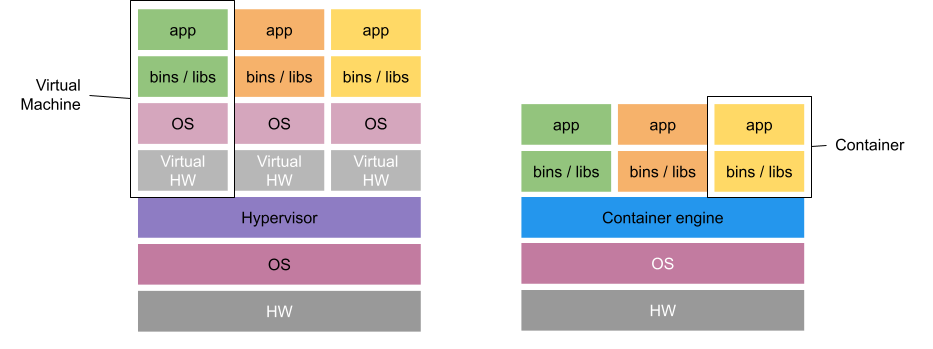 app app app
bins / libs bins / libs bins / libs
Virtual
Machine
OS OS OS
Virtual
HW
Virtual
HW
Virtual
HW
Hypervisor
OS
HW
app app app
Container
bins / libs bins / libs bins / libs
Container engine
OS
HW